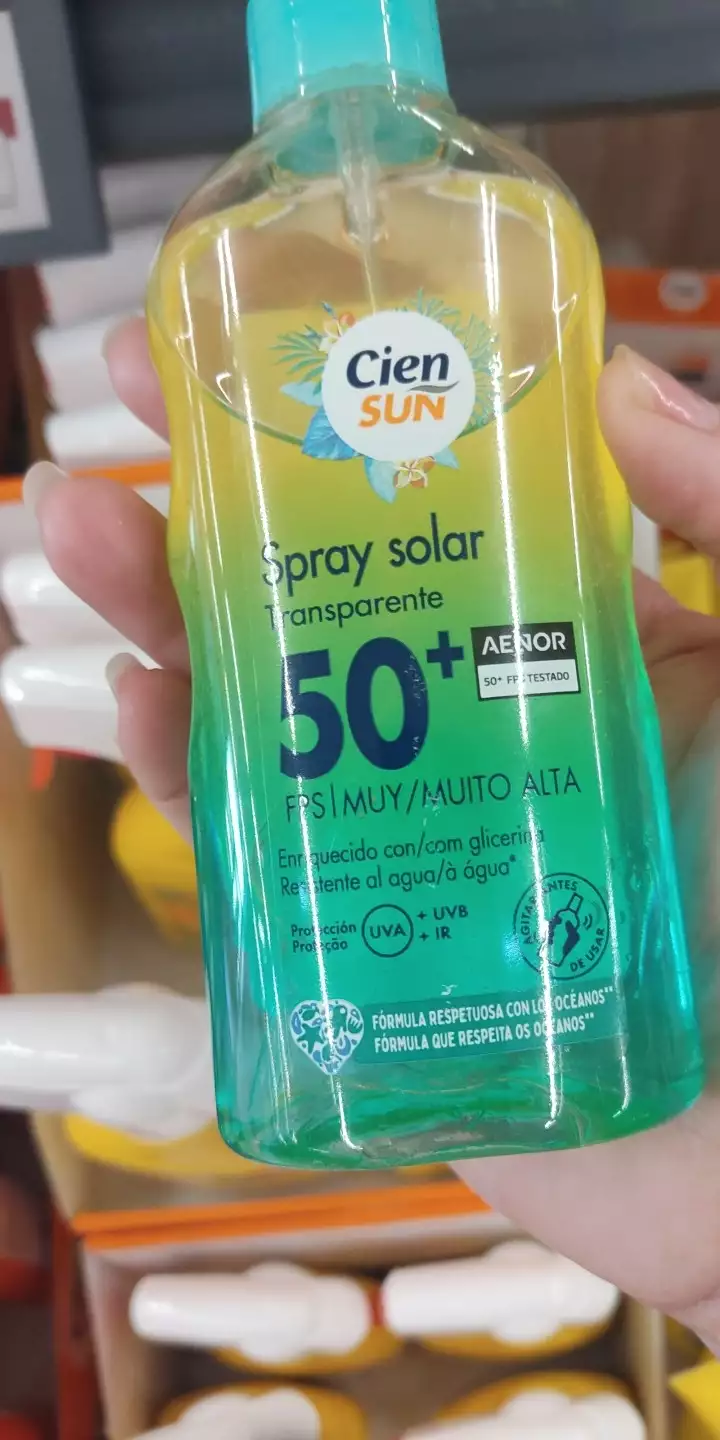 Cien
SUN
Spray solar
Transparente
50+
AENOR
50+ FPS TESTADO
FPS | MUY/MUITO ALTA
Enriquecido con/com glicerina
Resistente al agua/à água*
Protección
Proteção
UVA
+ UVB
+ IR
AGITAR ANTES
DE USAR
FÓRMULA RESPETUOSA CON LOS OCÉANOS**
FÓRMULA QUE RESPEITA OS OCEANOS**